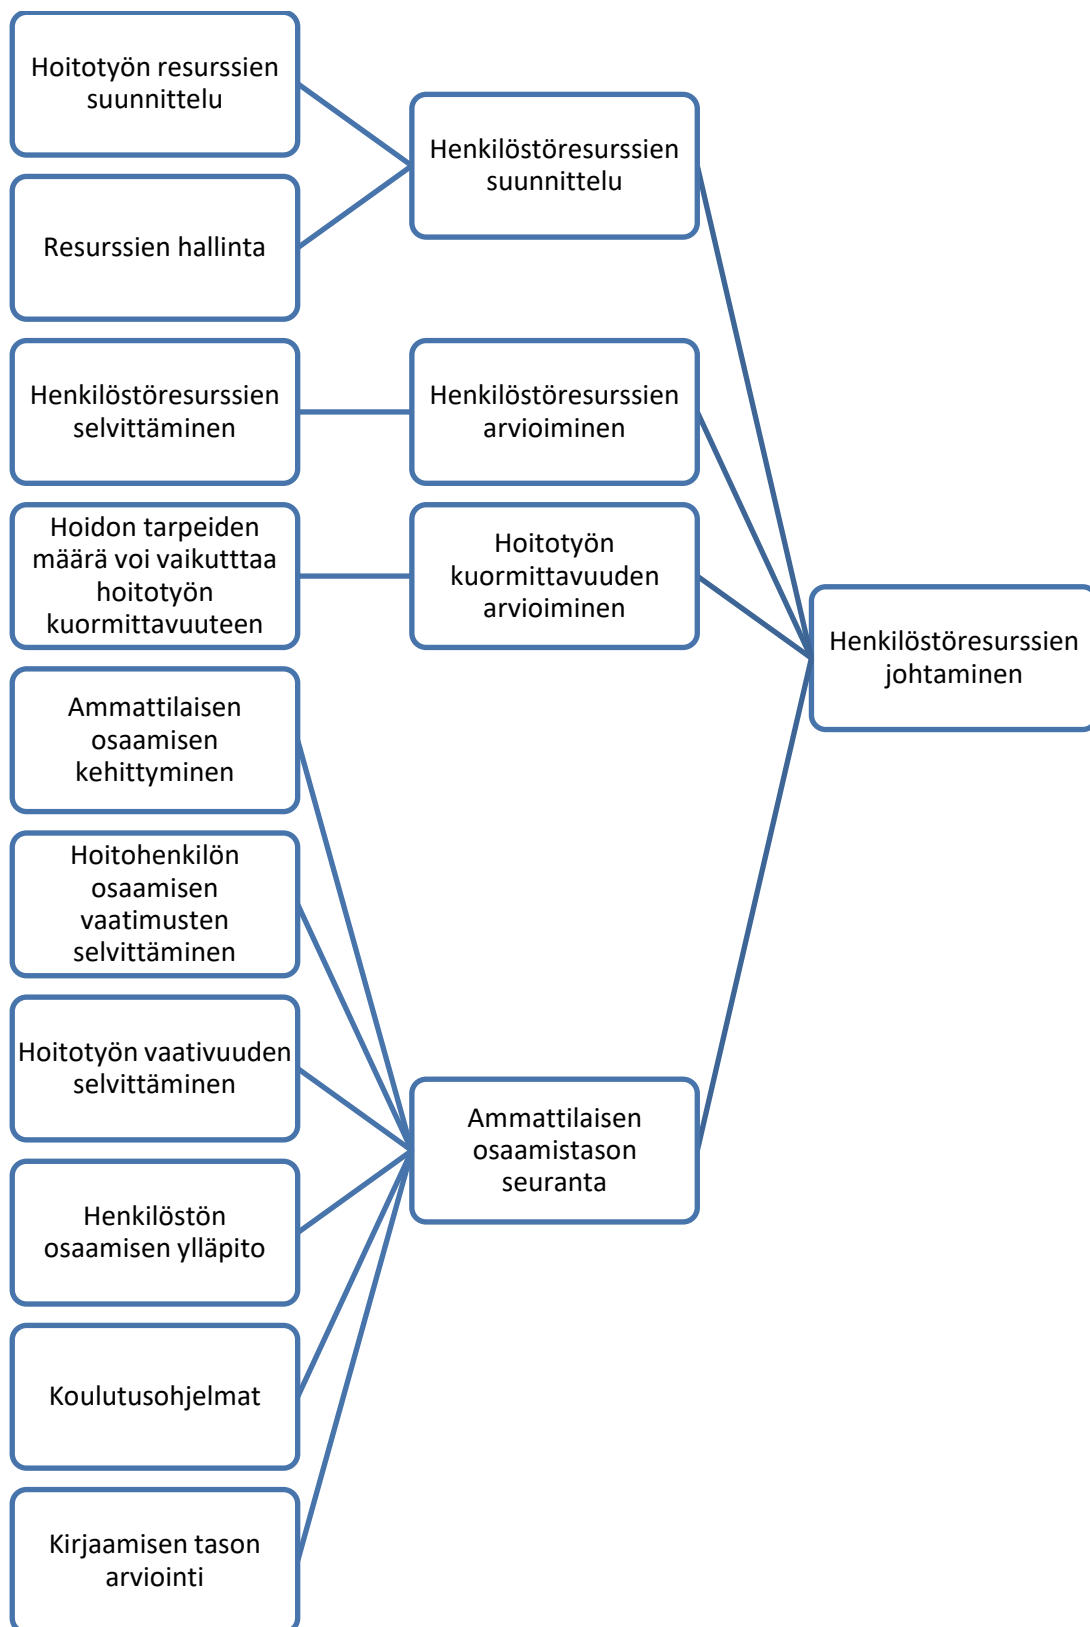 Hoitotyön resurssien
suunnittelu
Resurssien hallinta
Henkilöstöresurssien
selvittäminen
Hoidon tarpeiden
määrä voi vaikutttaa
hoitotyön
kuormittavuuteen
Ammattilaisen
osaamisen
kehittyminen
Hoitohenkilön
osaamisen
vaatimusten
selvittäminen
Hoitotyön vaativuuden
selvittäminen
Henkilöstön
osaamisen ylläpito
Koulutusohjelmat
Kirjaamisen tason
arviointi
Henkilöstöresurssien
suunnittelu
Henkilöstöresurssien
arvioiminen
Hoitotyön
kuormittavuuden
arvioiminen
Ammattilaisen
osaamistason
seuranta
Henkilöstöresurssien
johtaminen